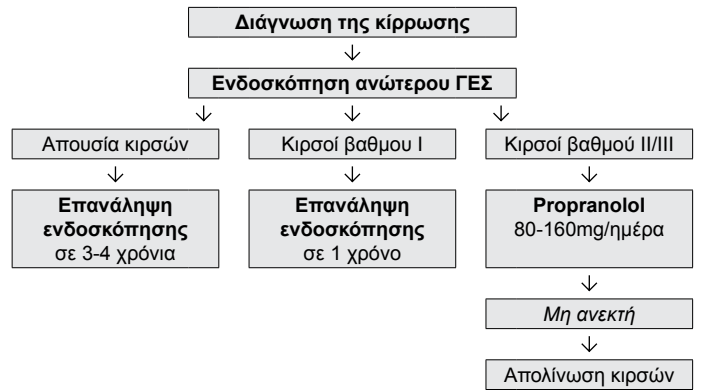 Διάγνωση της κίρρωσης
Ενδοσκόπηση ανώτερου ΓΕΣ
Απουσία κιρσών
Κιρσοί βαθμου Ι
Κιρσοί βαθμού ΙΙ/ΙΙΙ
Επανάληψη
ενδοσκόπησης
σε 3-4 χρόνια
Επανάληψη
ενδοσκόπησης
σε 1 χρόνο
Propranolol
80-160mg/ημέρα
Μη ανεκτή
Απολίνωση κιρσών